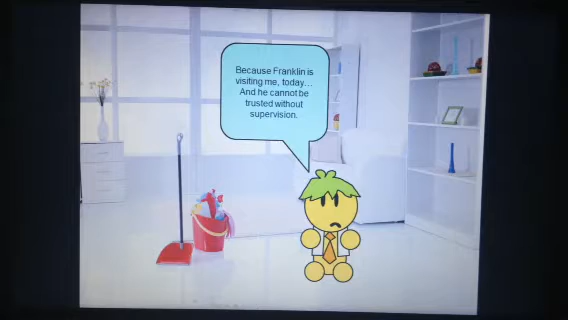 Because Franklin is
visiting me, today...
And he cannot be
trusted without
supervision.